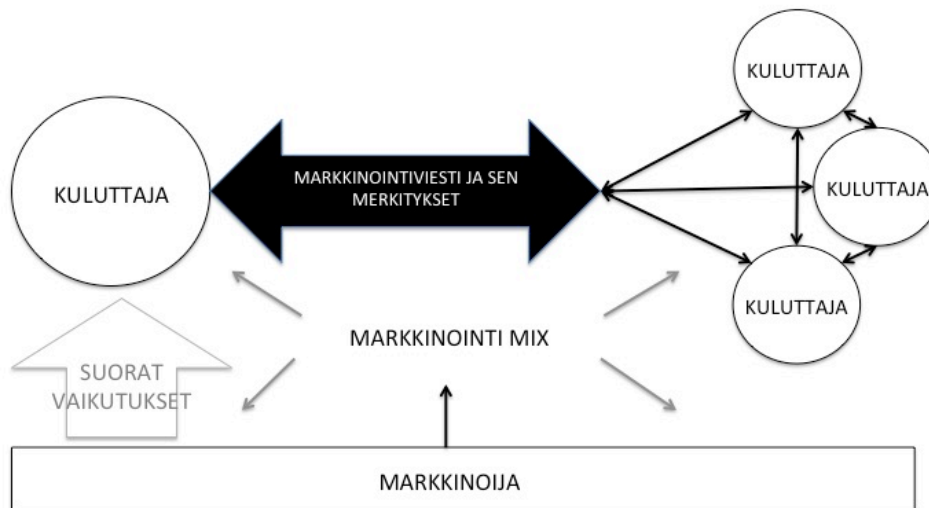 KULUTTAJA
KULUTTAJA
MARKKINOINTIVIESTI JA SEN
MERKITYKSET
KULUTTAJA
KULUTTAJA
MARKKINOINTI MIX
SUORAT
VAIKUTUKSET
MARKKINOIJA